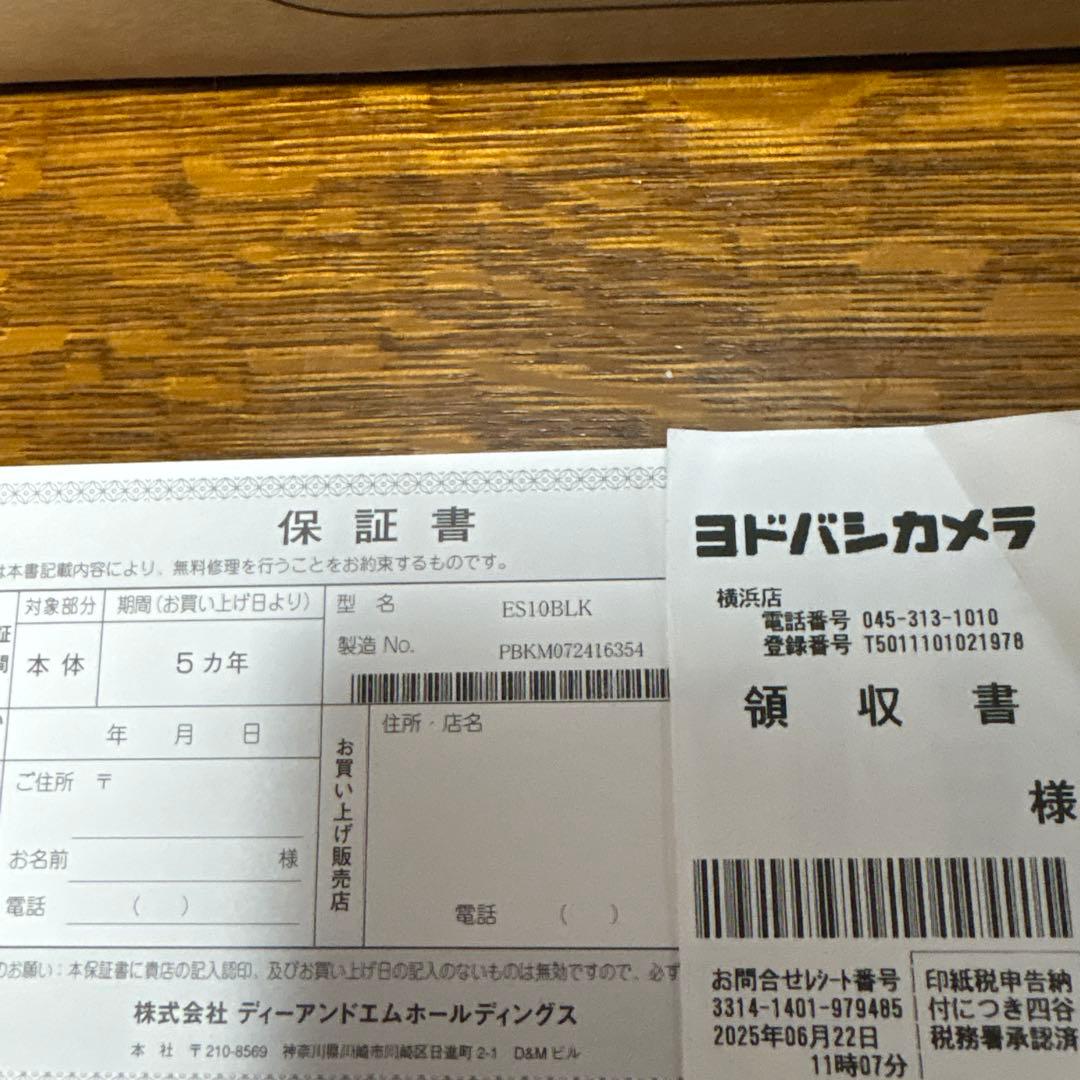 保証書
は本書記載内容により、無料修理を行うことをお約束するものです。
対象部分 期間(お買い上げ日より)
本体 5カ年
型名 ES10BLK
製造No. PBKM072416354
年 月 日
ご住所 〒
お名前 様
電話 ( )
お買い上げ販売店
住所・店名
電話 ( )
のお願い:本保証書に貴店の記入認印、及びお買い上げ日の記入のないものは無効ですので、必ず
株式会社 ディーアンドエムホールディングス
本社 〒210-8569 神奈川県川崎市川崎区日進町2-1 D&Mビル
ヨドバシカメラ
横浜店
電話番号 045-313-1010
登録番号 T5011101021978
領収書
様
お問合せレシート番号
3314-1401-979485
2025年06月22日
11時07分
印紙税申告納
付につき四谷
税務署承認済